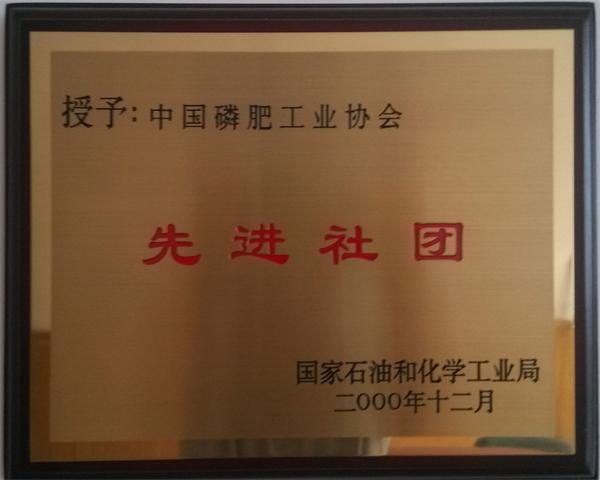 授予:中国磷肥工业协会
先进社团
国家石油和化学工业局
二000年十二月